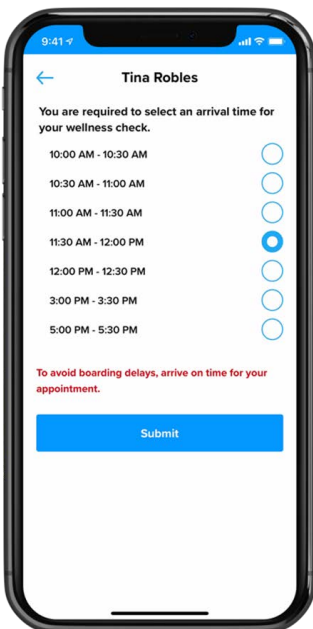 9:41
Tina Robles
You are required to select an arrival time for
your wellness check.
10:00 AM - 10:30 AM
10:30 AM - 11:00 AM
11:00 AM - 11:30 AM
11:30 AM - 12:00 PM
12:00 PM - 12:30 PM
3:00 PM - 3:30 PM
5:00 PM - 5:30 PM
To avoid boarding delays, arrive on time for your
appointment.
Submit